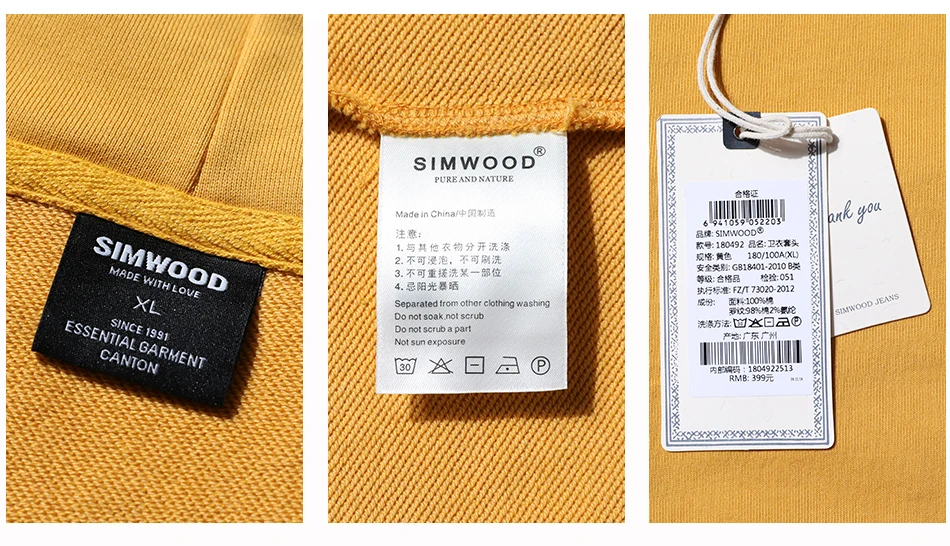 SIMWOOD
MADE WITH LOVE
XL
SINCE 1991
ESSENTIAL GARMENT
CANTON
SIMWOOD®
PURE AND NATURE
Made in China/中国制造
注意：
1. 与其他衣物分开洗涤
2. 不可浸泡，不可刷洗
3. 不可重搓洗某一部位
4. 忌阳光暴晒
Separated from other clothing washing
Do not soak,not scrub
Do not scrub a part
Not sun exposure
30
P
合格证
6 941059 052203
品牌: SIMWOOD®
款号: 180492 品名: 卫衣套头
规格: 黄色 180/100A(XL)
安全类别: GB18401-2010 B类
等级: 合格品 检验: 051
执行标准: FZ/T 73020-2012
成份: 面料:100%棉
罗纹:98%棉2%氨纶
洗涤方法:
产地: 广东 广州
内部编码：1804922513
RMB: 399元
you
SIMWOOD JEANS